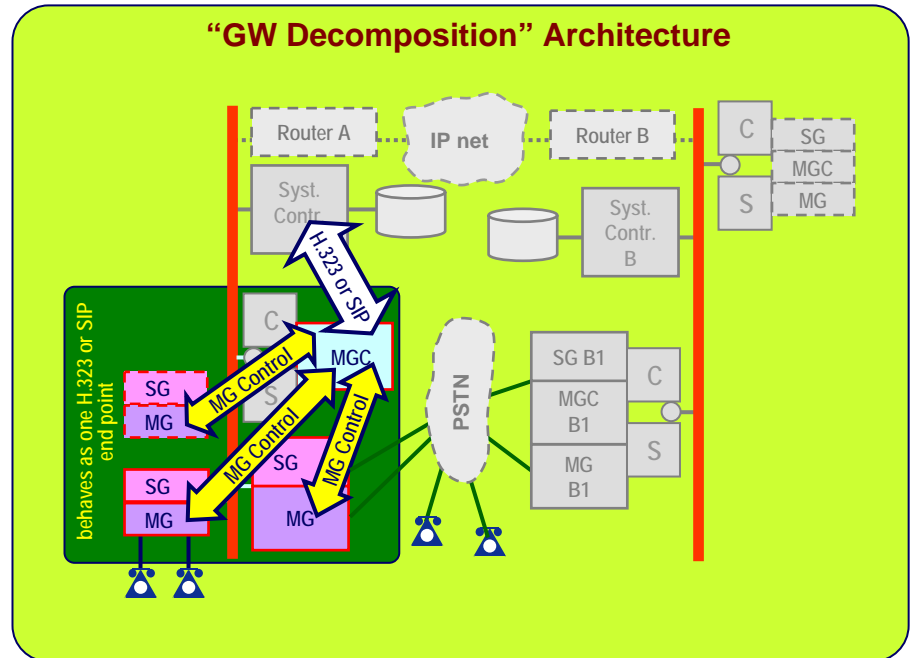 “GW Decomposition” Architecture
Router A
IP net
Router B
C
SG
MGC
S
MG
Syst.
Contr.
Syst.
Contr.
B
H.323 or SIP
behaves as one H.323 or SIP
end point
C
S
MGC
MG Control
MG Control
MG Control
SG
MG
SG
MG
SG
MG
PSTN
SG B1
MGC
B1
MG
B1
C
S